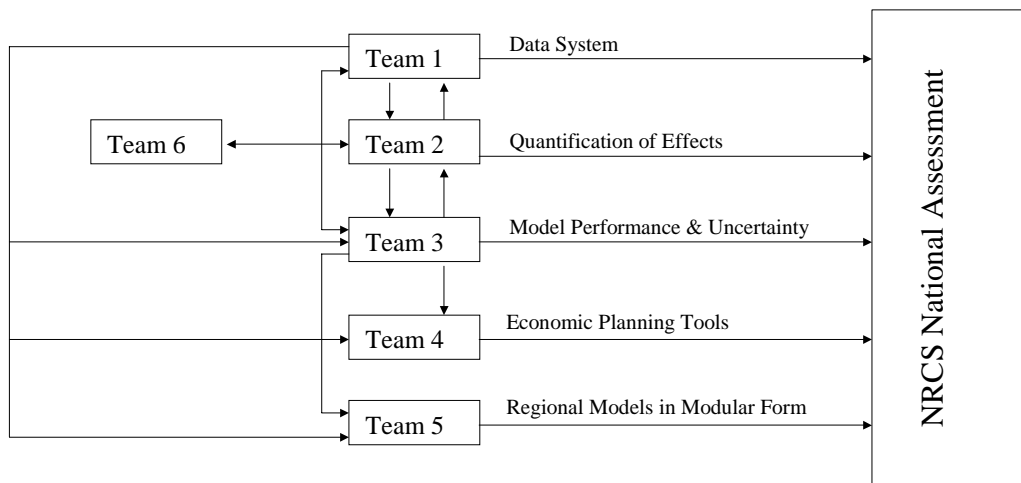 Team 1
Data System
Team 6
Team 2
Quantification of Effects
Team 3
Model Performance & Uncertainty
Team 4
Economic Planning Tools
Team 5
Regional Models in Modular Form
NRCS National Assessment